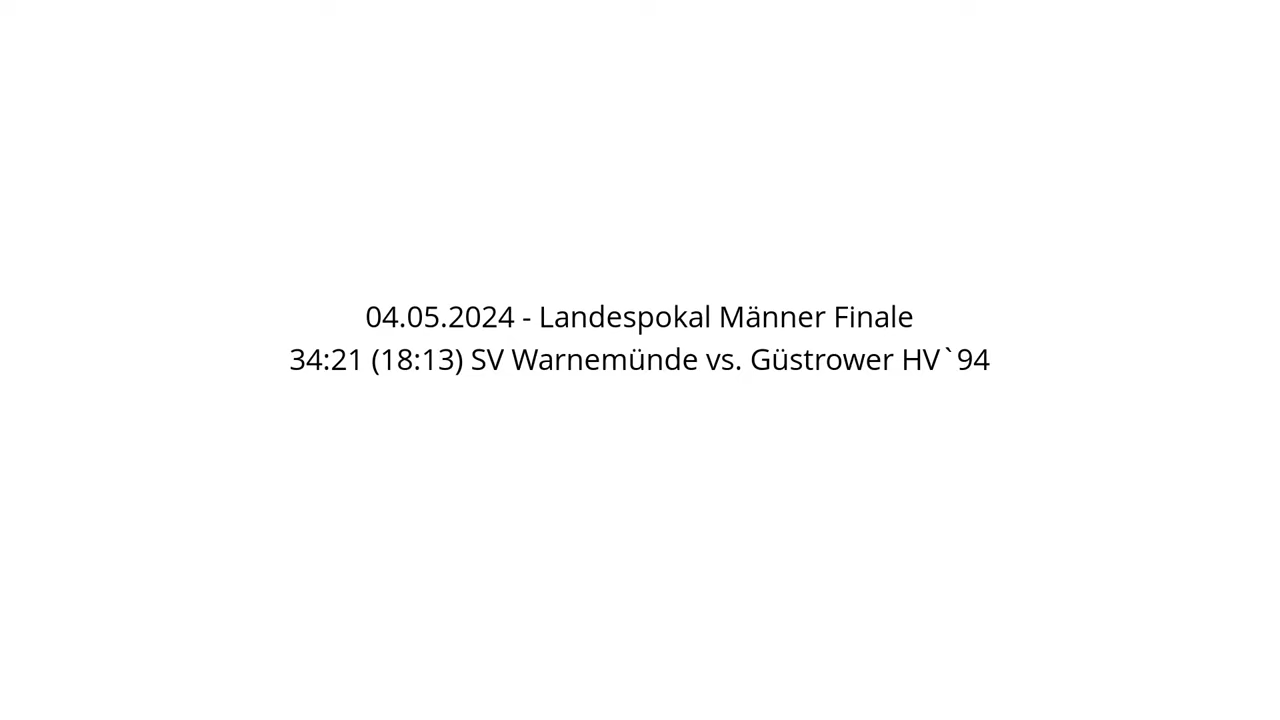 04.05.2024 - Landespokal Männer Finale
34:21 (18:13) SV Warnemünde vs. Güstrower HV`94